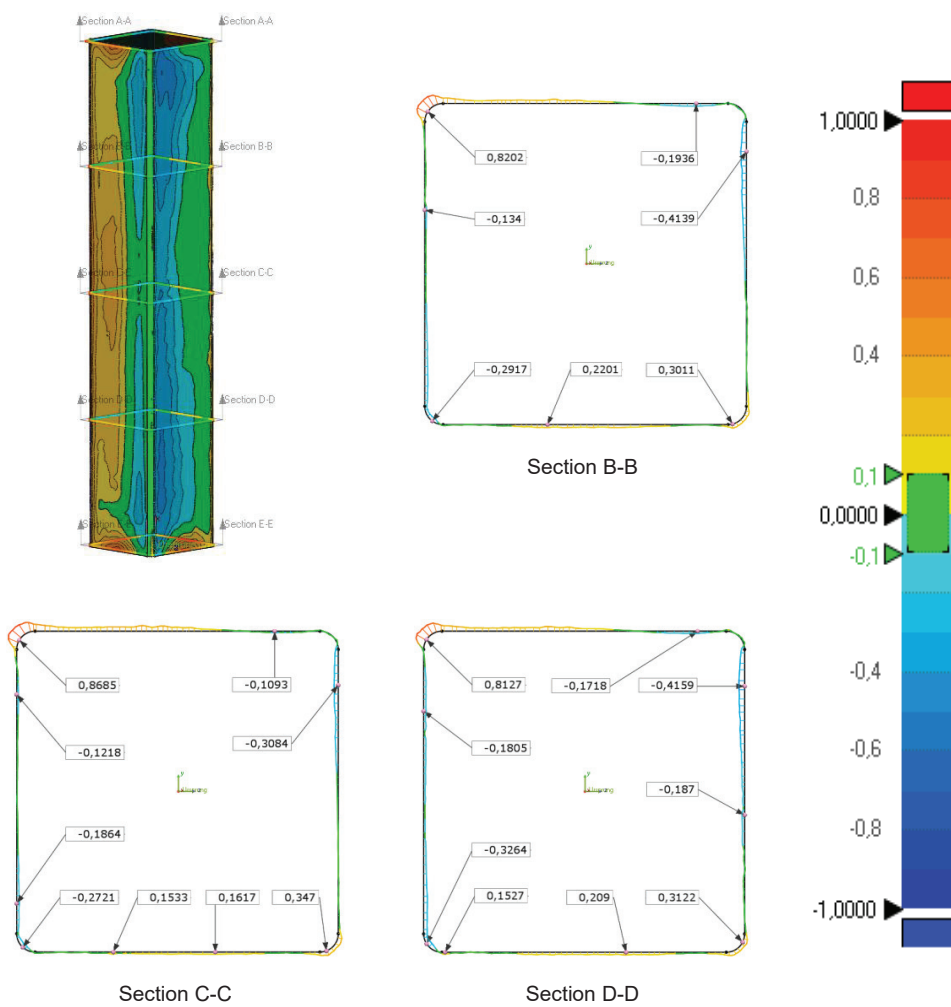 Section A-A
Section A-A
Section B-B
Section C-C
Section C-C
Section D-D
Section D-D
Section E-E
Section E-E
0,8202
-0,1936
-0,134
-0,4139
y
-0,2917
0,2201
0,3011
Section B-B
0,8685
-0,1093
-0,1218
-0,3084
y
-0,1864
-0,2721
0,1533
0,1617
0,347
Section C-C
0,8127
-0,1718
-0,4159
-0,1805
y
-0,187
-0,3264
0,1527
0,209
0,3122
Section D-D
1,0000
0,8
0,6
0,4
0,1
0,0000
-0,1
-0,4
-0,6
-0,8
-1,0000